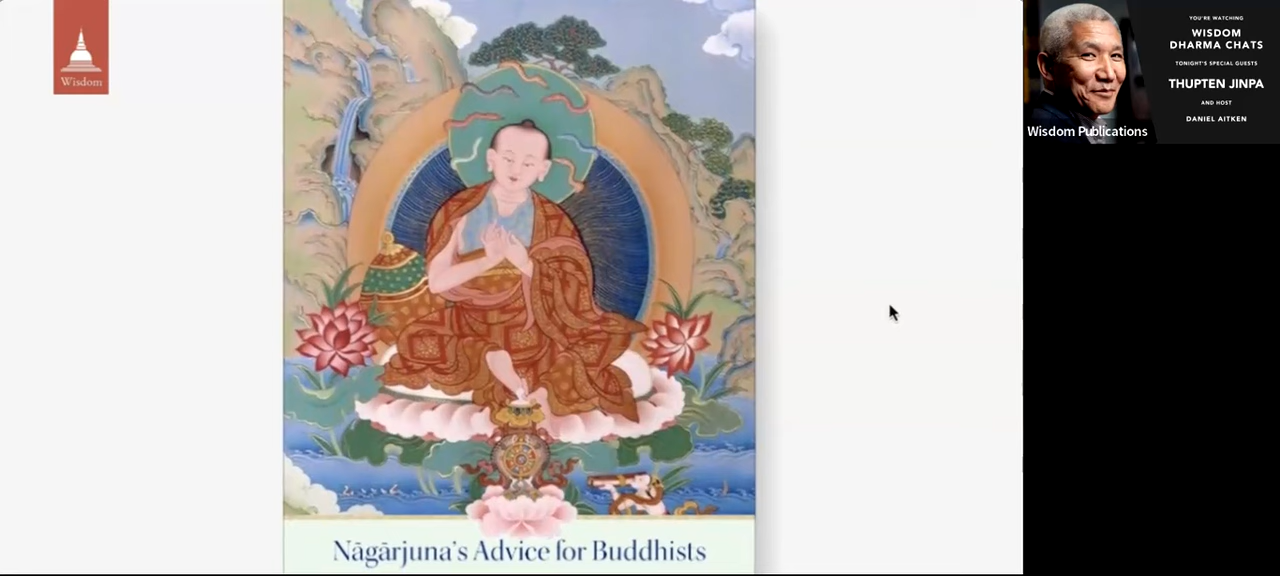 Wisdom
Nāgārjuna's Advice for Buddhists
YOU'RE WATCHING
WISDOM
DHARMA CHATS
TONIGHT'S SPECIAL GUESTS
THUPTEN JINPA
AND HOST
DANIEL AITKEN
Wisdom Publications